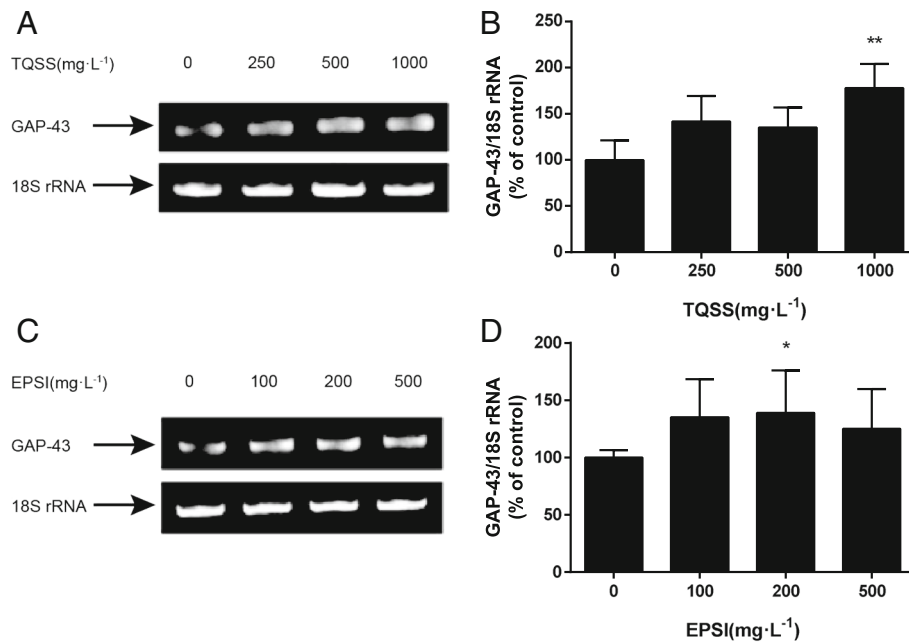 A
TQSS(mg·L-1) 0 250 500 1000
GAP-43
18S rRNA
B
GAP-43/18S rRNA
(% of control)
250
200
150
100
50
0
**
0 250 500 1000
TQSS(mg·L-1)
C
EPSI(mg·L-1) 0 100 200 500
GAP-43
18S rRNA
D
GAP-43/18S rRNA
(% of control)
200
150
100
50
0
*
0 100 200 500
EPSI(mg·L-1)